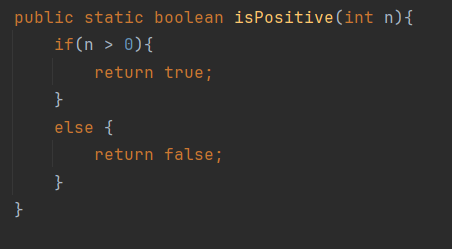 public static boolean isPositive(int n){
    if(n > 0){
        return true;
    }
    else {
        return false;
    }
}